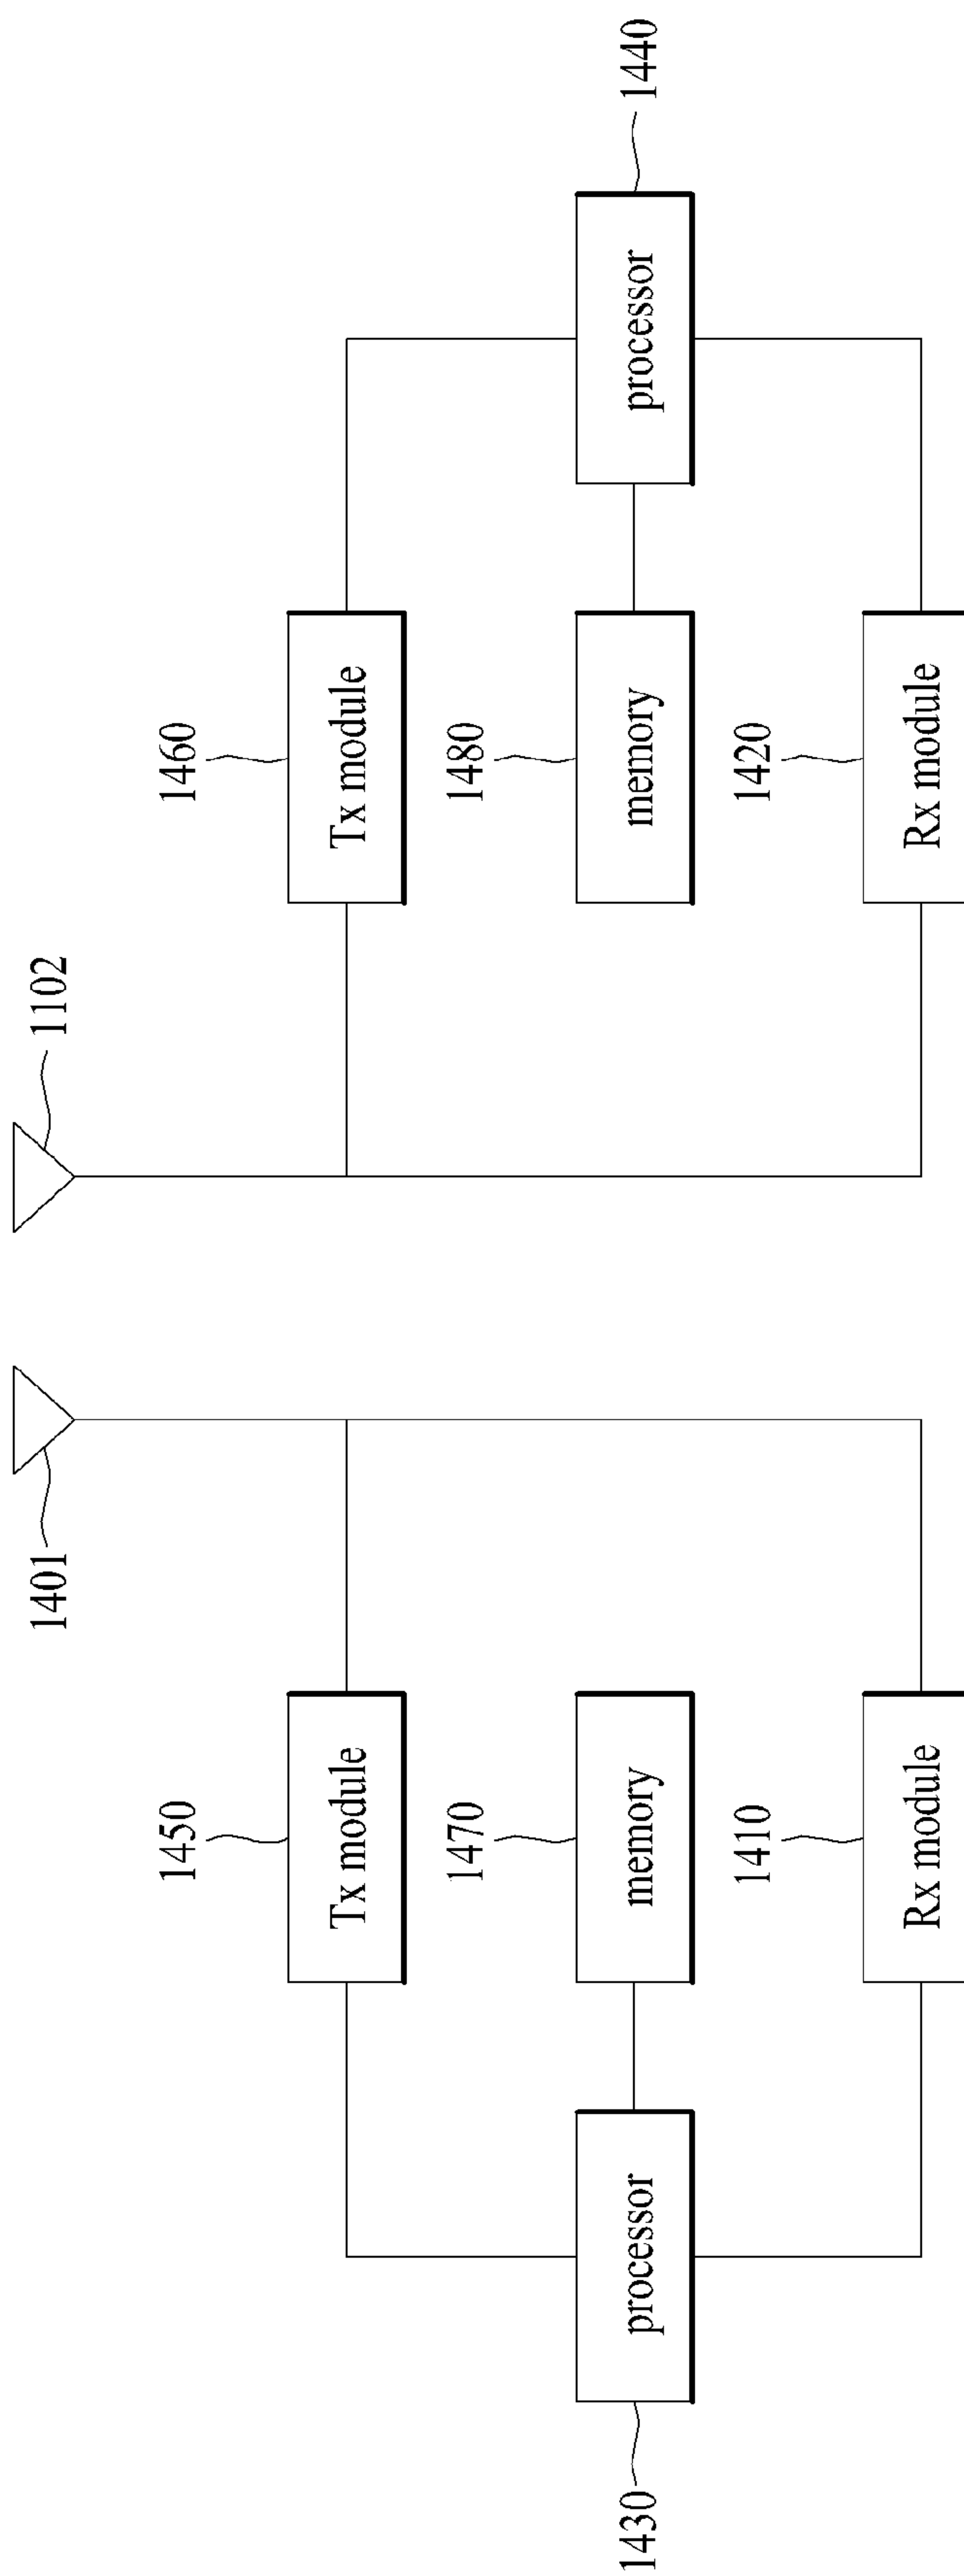 1401
1102
1450
Tx module
1460
Tx module
1430
processor
1470
memory
1480
memory
processor
1440
1410
Rx module
1420
Rx module